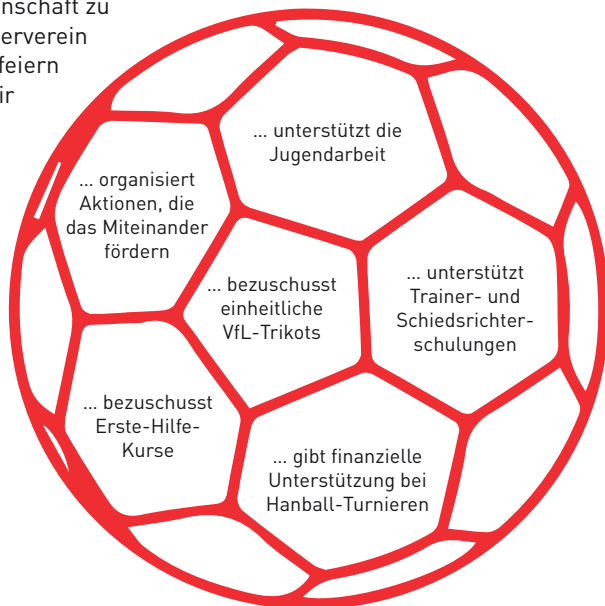 nschaft zu
erverein
feiern
ir
... unterstützt die
Jugendarbeit
... organisiert
Aktionen, die
das Miteinander
fördern
... bezuschusst
einheitliche
VfL-Trikots
... unterstützt
Trainer- und
Schiedsrichter-
schulungen
... bezuschusst
Erste-Hilfe-
Kurse
... gibt finanzielle
Unterstützung bei
Hanball-Turnieren